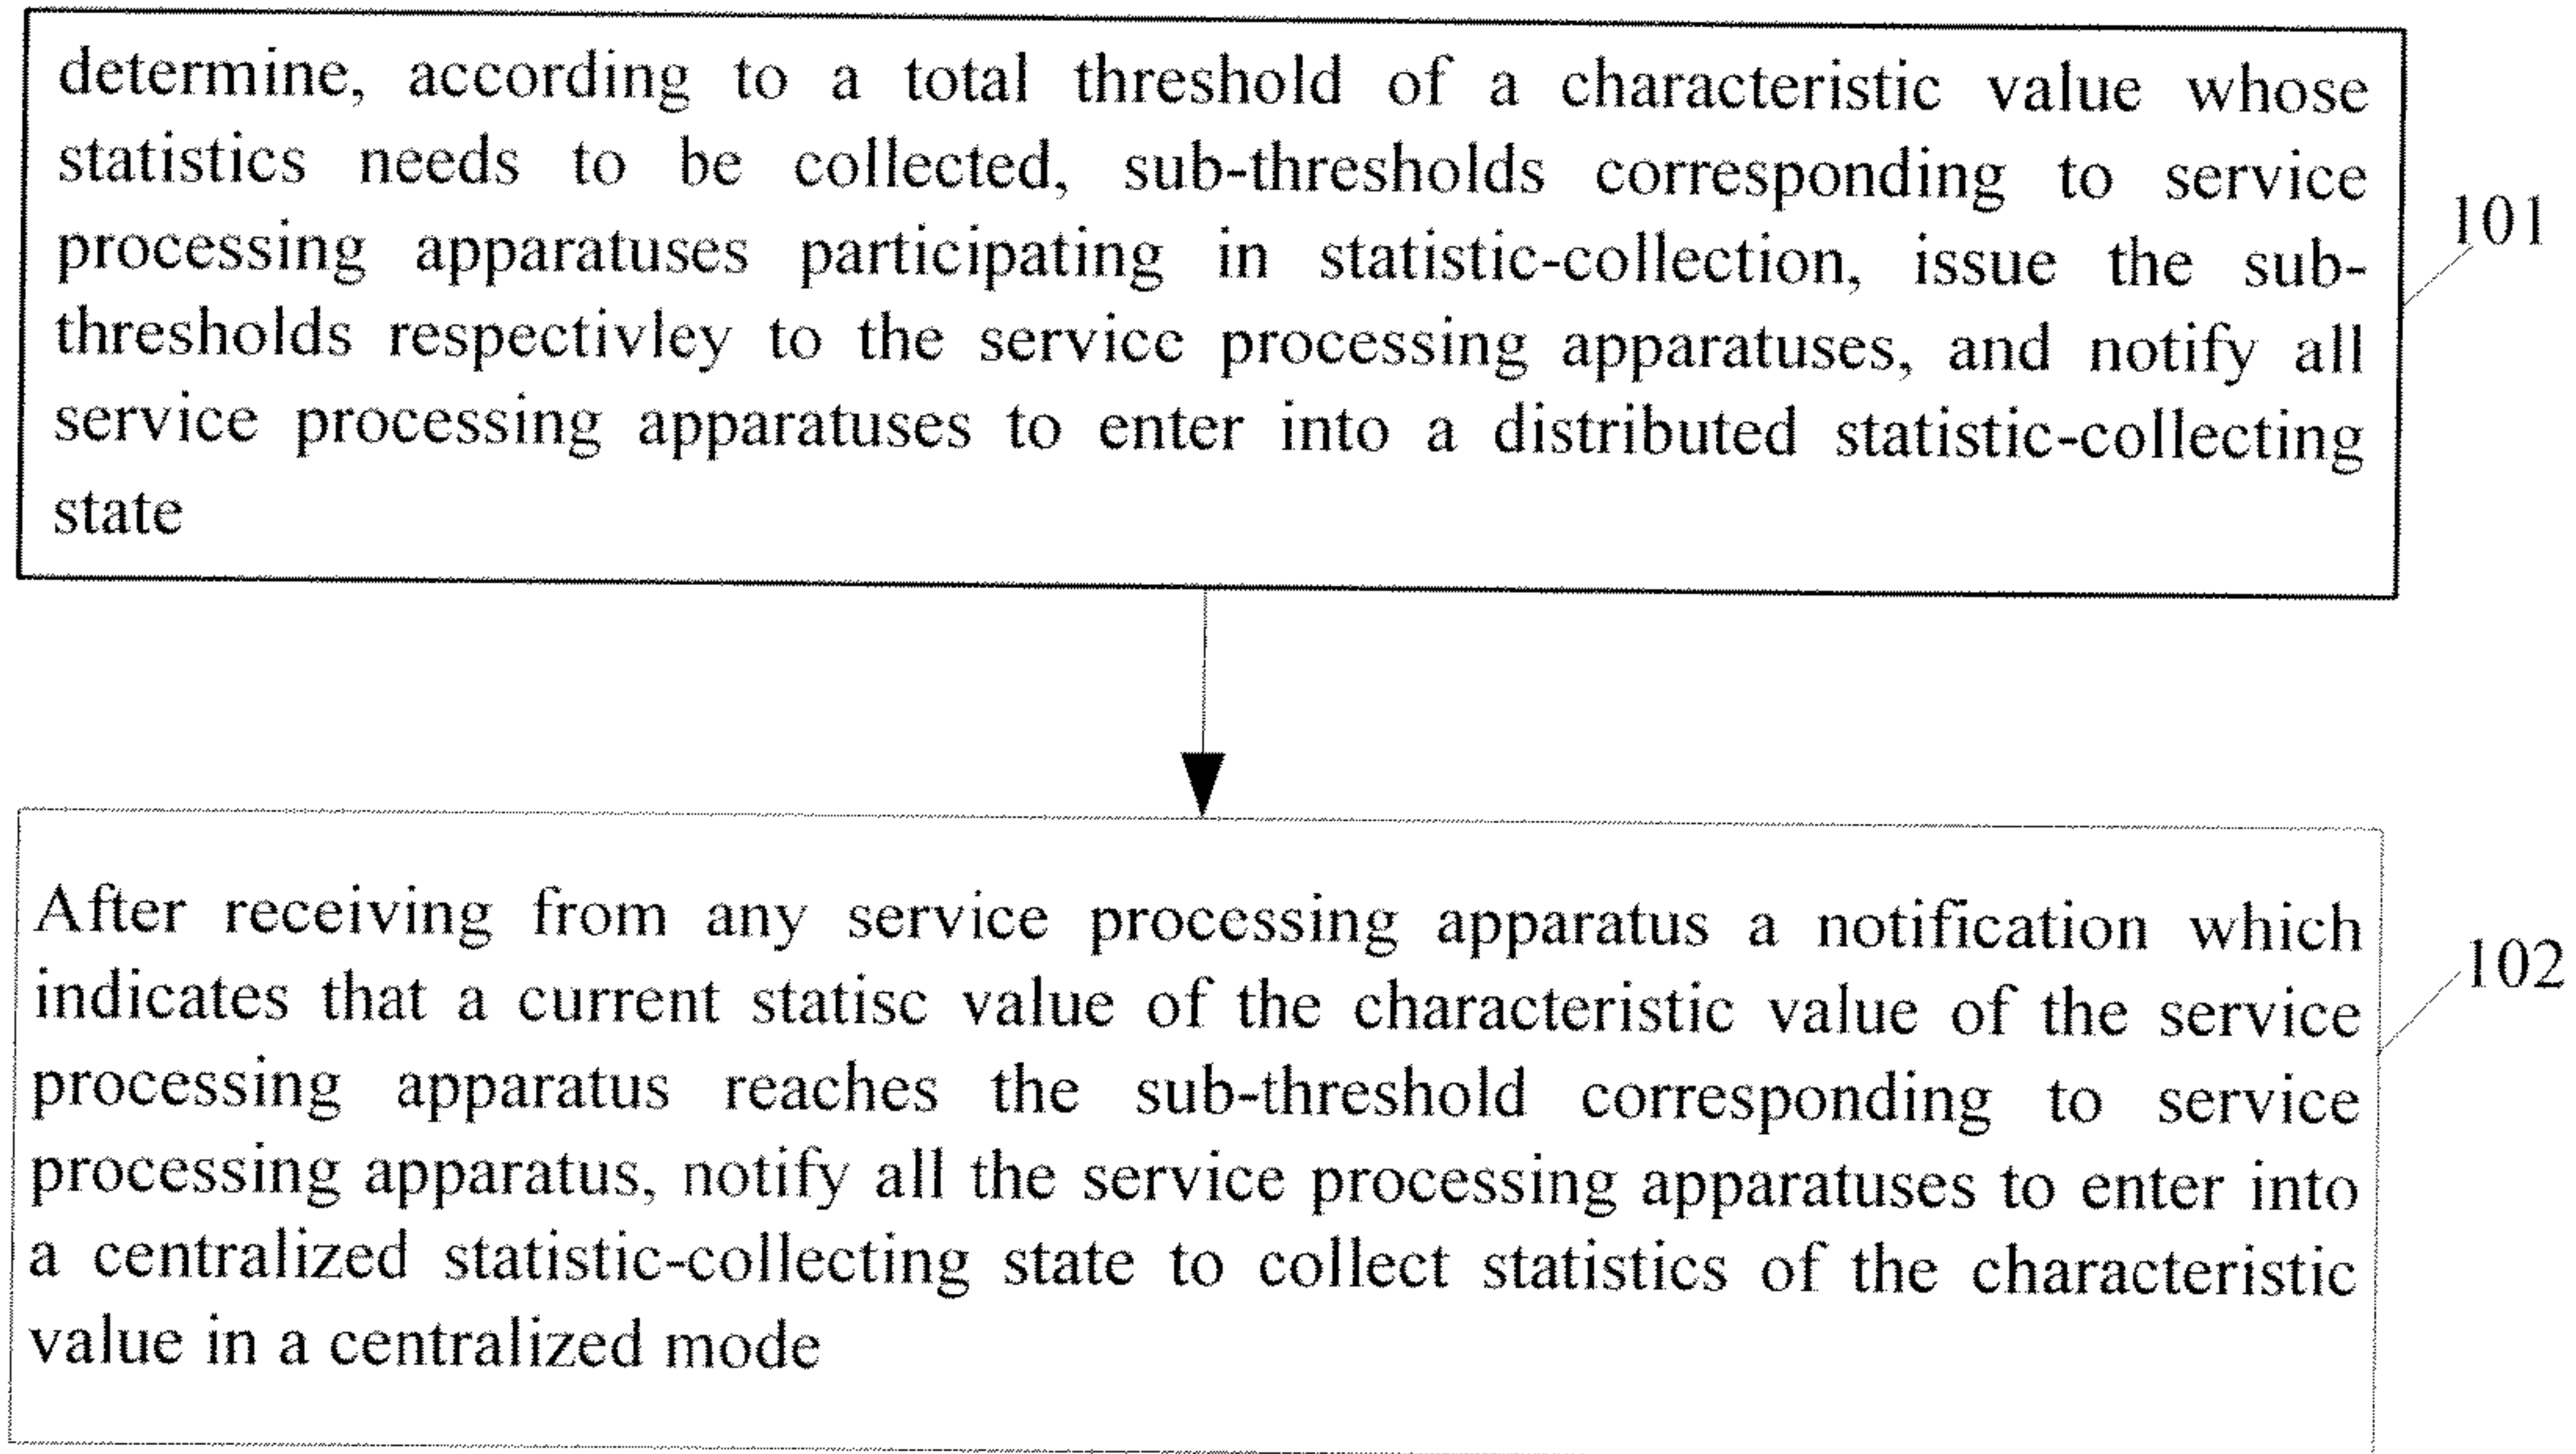 determine, according to a total threshold of a characteristic value whose
statistics needs to be collected, sub-thresholds corresponding to service
processing apparatuses participating in statistic-collection, issue the sub-
thresholds respectivley to the service processing apparatuses, and notify all
service processing apparatuses to enter into a distributed statistic-collecting
state
101
After receiving from any service processing apparatus a notification which
indicates that a current statisc value of the characteristic value of the service
processing apparatus reaches the sub-threshold corresponding to service
processing apparatus, notify all the service processing apparatuses to enter into
a centralized statistic-collecting state to collect statistics of the characteristic
value in a centralized mode
102